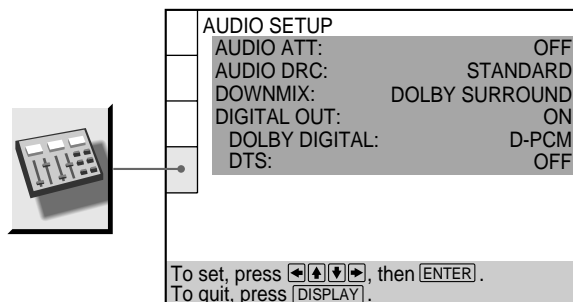 AUDIO SETUP
AUDIO ATT: OFF
AUDIO DRC: STANDARD
DOWNMIX: DOLBY SURROUND
DIGITAL OUT: ON
DOLBY DIGITAL: D-PCM
DTS: OFF
To set, press ←↑↓→, then ENTER.
To quit, press DISPLAY.